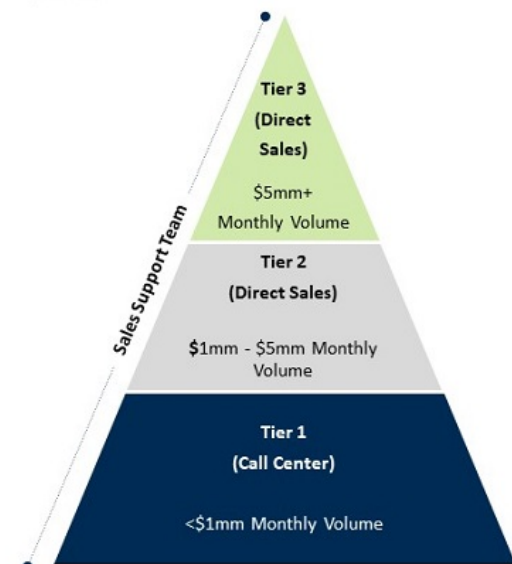 Tier 3
(Direct
Sales)
$5mm+
Monthly Volume
Sales Support Team
Tier 2
(Direct Sales)
$1mm - $5mm Monthly
Volume
Tier 1
(Call Center)
<$1mm Monthly Volume